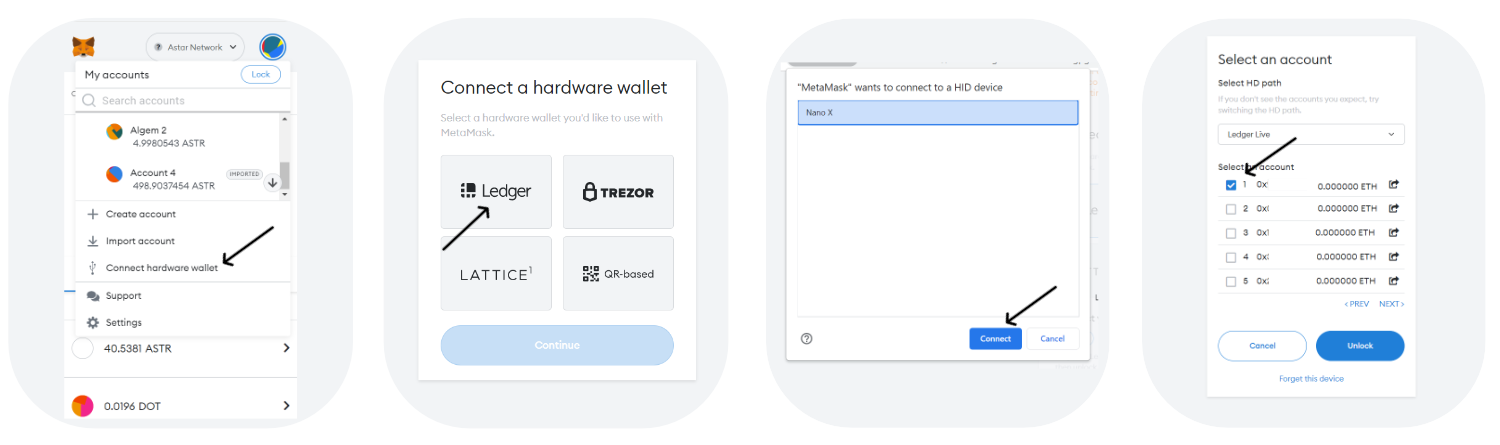 Astar Network
My accounts
Lock
Search accounts
Algem 2
4.9980543 ASTR
Account 4
IMPORTED
498.9037454 ASTR
Create account
Import account
Connect hardware wallet
Support
Settings
40.5381 ASTR
0.0196 DOT
Connect a hardware wallet
Select a hardware wallet you'd like to use with
MetaMask.
Ledger
TREZOR
LATTICE1
QR-based
Continue
"MetaMask" wants to connect to a HID device
Nano X
Connect
Cancel
Select an account
Select HD path
If you don't see the accounts you expect, try
switching the HD path.
Ledger Live
Select an account
1 0x 0.000000 ETH
2 0x 0.000000 ETH
3 0x 0.000000 ETH
4 0x 0.000000 ETH
5 0x 0.000000 ETH
< PREV NEXT >
Cancel
Unlock
Forget this device